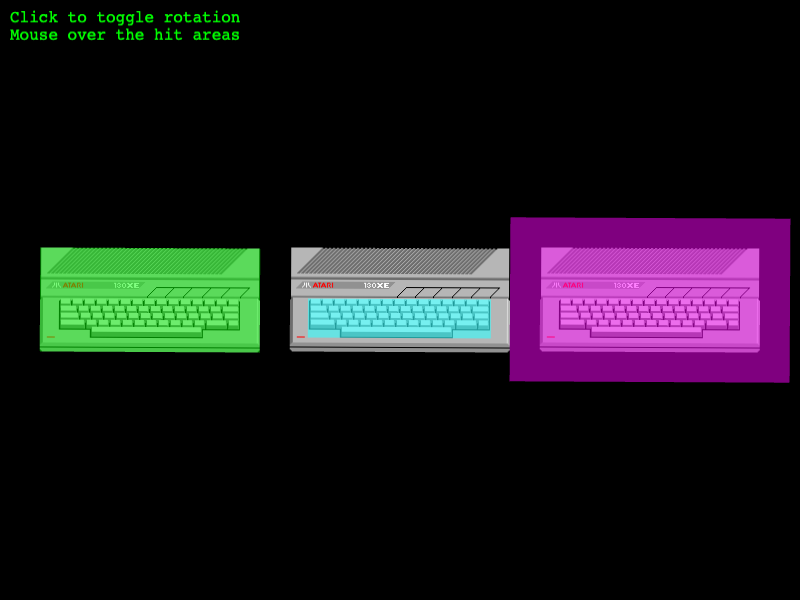 Click to toggle rotation
Mouse over the hit areas
ATARI 130XE
ATARI 130XE
ATARI 130XE